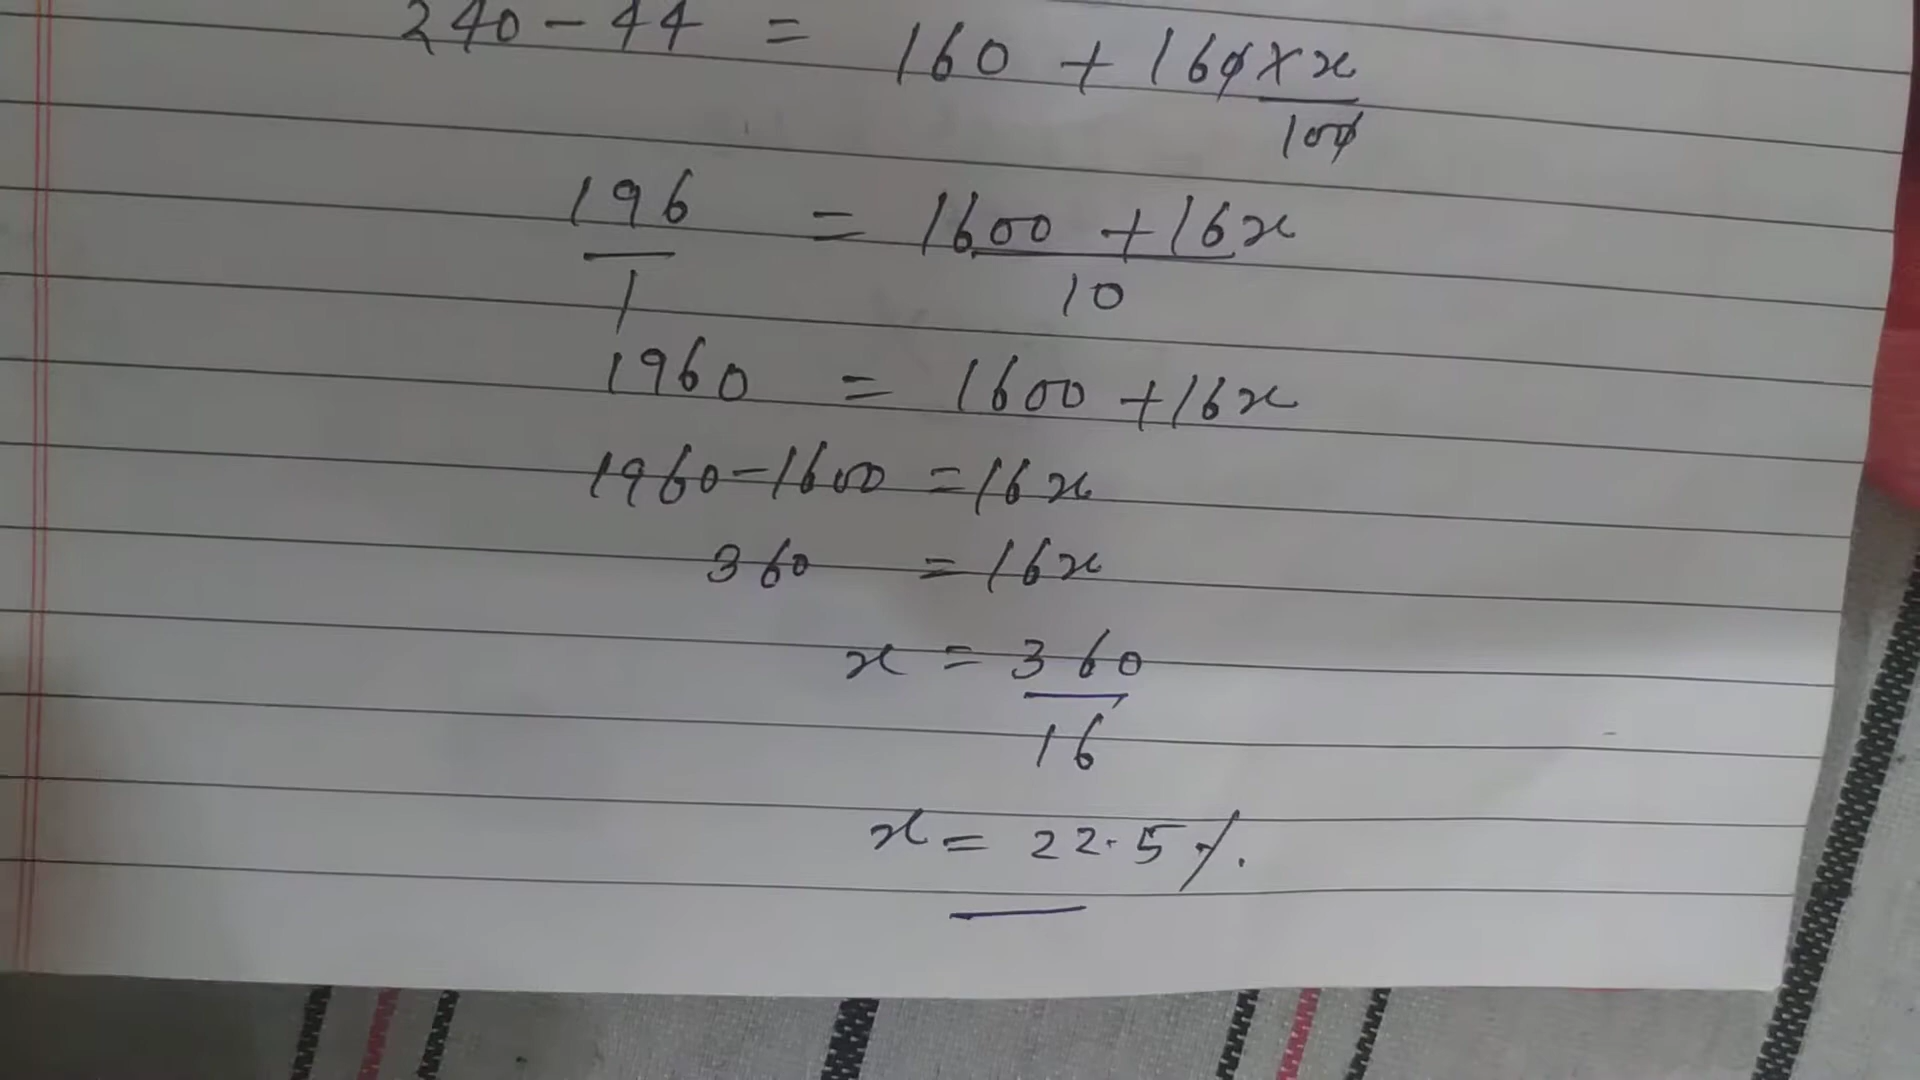 240 - 44 = 160 + 160 × x / 100
196 / 1 = 1600 + 16x / 10
1960 = 1600 + 16x
1960 - 1600 = 16x
360 = 16x
x = 360 / 16
x = 22.5 %.